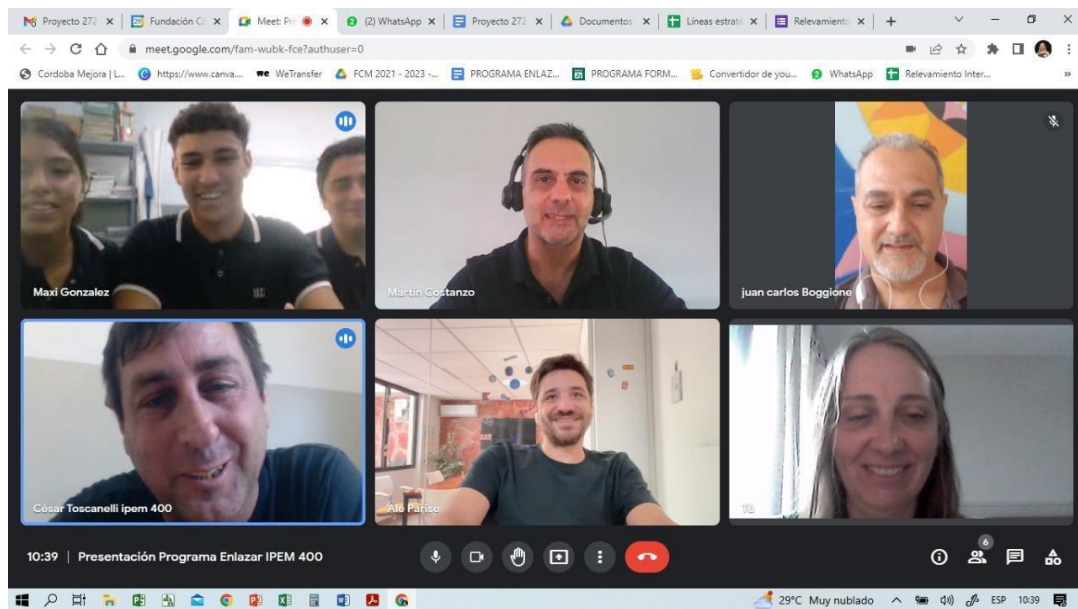 Proyecto 272
Fundación Có
Meet: Pre
(2) WhatsApp
Proyecto 272
Documentos
Líneas estraté
Relevamiento
meet.google.com/fam-wubk-fce?authuser=0
Cordoba Mejora | L...
https://www.canva....
WeTransfer
FCM 2021 - 2023 -...
PROGRAMA ENLAZ...
PROGRAMA FORM...
Convertidor de you...
WhatsApp
Relevamiento Inter...
Maxi Gonzalez
Martin Costanzo
juan carlos Boggione
César Toscanelli ipem 400
Ale Parise
Tú
10:39 | Presentación Programa Enlazar IPEM 400
6
29°C Muy nublado
ESP
10:39